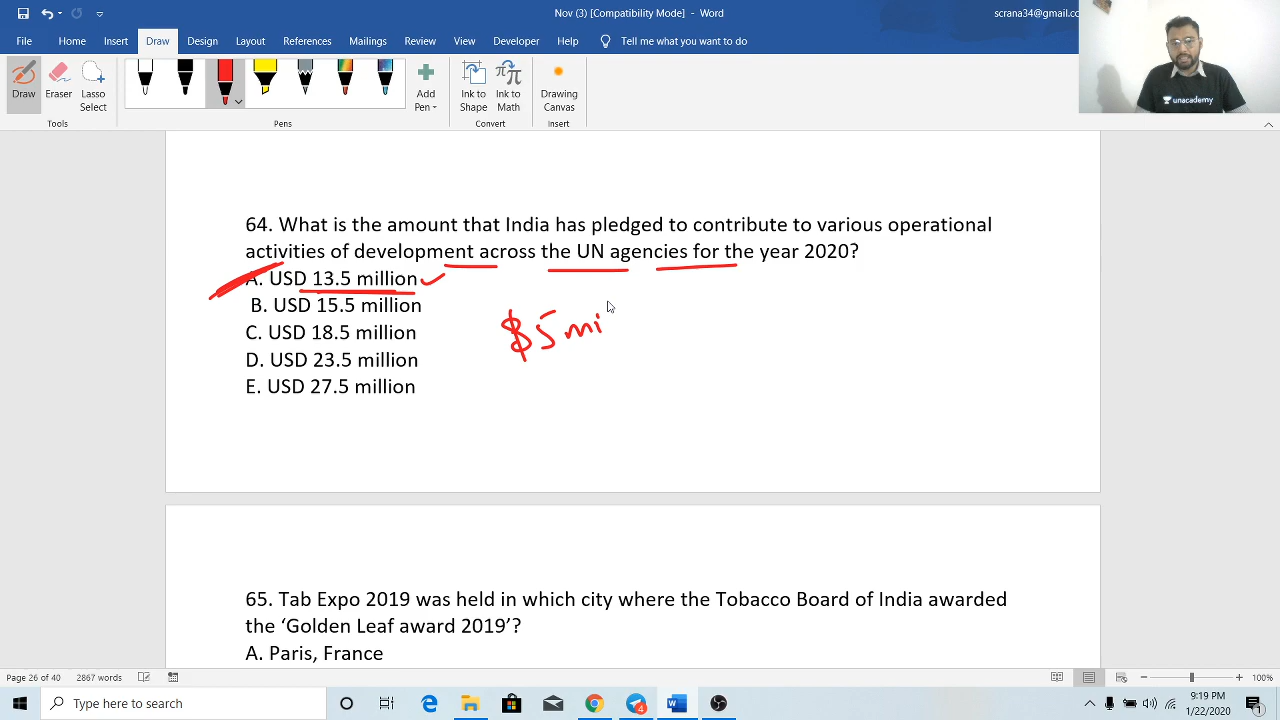 Nov (3) [Compatibility Mode] - Word
scrana34@gmail.co
File Home Insert Draw Design Layout References Mailings Review View Developer Help Tell me what you want to do
Draw Eraser Lasso Select Add Pen Ink to Shape Ink to Math Drawing Canvas
Tools Pens Convert Insert
unacademy
64. What is the amount that India has pledged to contribute to various operational
activities of development across the UN agencies for the year 2020?
A. USD 13.5 million
B. USD 15.5 million
C. USD 18.5 million
D. USD 23.5 million
E. USD 27.5 million
$5 mi
65. Tab Expo 2019 was held in which city where the Tobacco Board of India awarded
the ‘Golden Leaf award 2019’?
A. Paris, France
Page 26 of 40 2867 words 100%
Type here to search
4
9:19 PM
1/22/2020
1